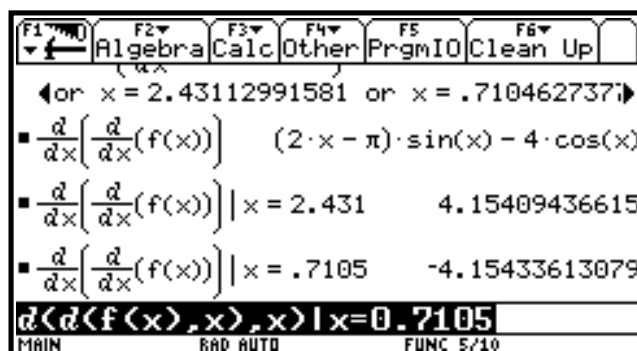 F1 F2 F3 F4 F5 F6
Algebra Calc Other PrgmIO Clean Up
or x = 2.43112991581 or x = .710462737
d/dx(d/dx(f(x))) (2·x − π)·sin(x) − 4·cos(x)
d/dx(d/dx(f(x))) | x = 2.431 4.15409436615
d/dx(d/dx(f(x))) | x = .7105 -4.15433613079
d(d(f(x),x),x)|x=0.7105
MAIN RAD AUTO FUNC 5/10